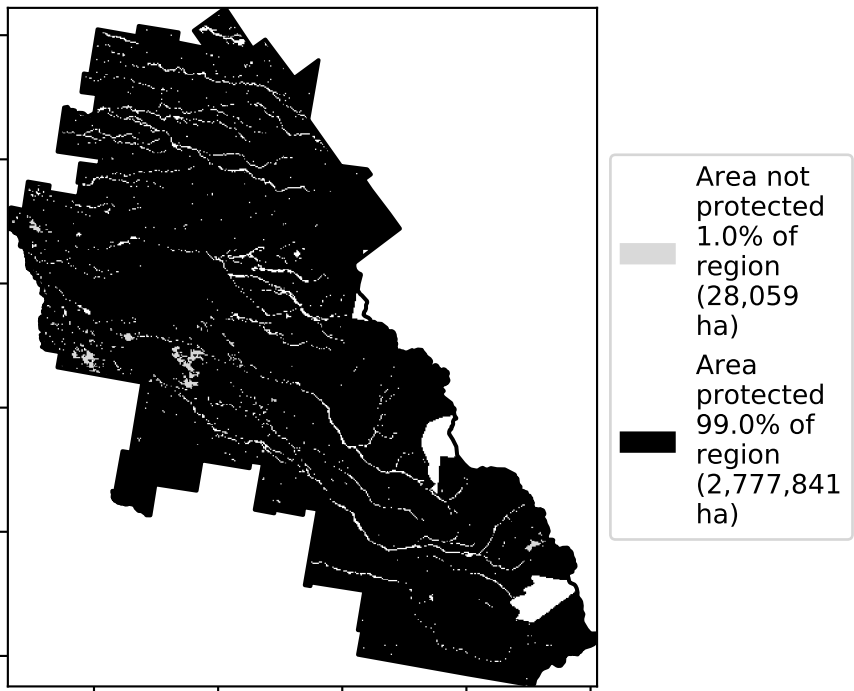 Area not
protected
1.0% of
region
(28,059
ha)
Area
protected
99.0% of
region
(2,777,841
ha)